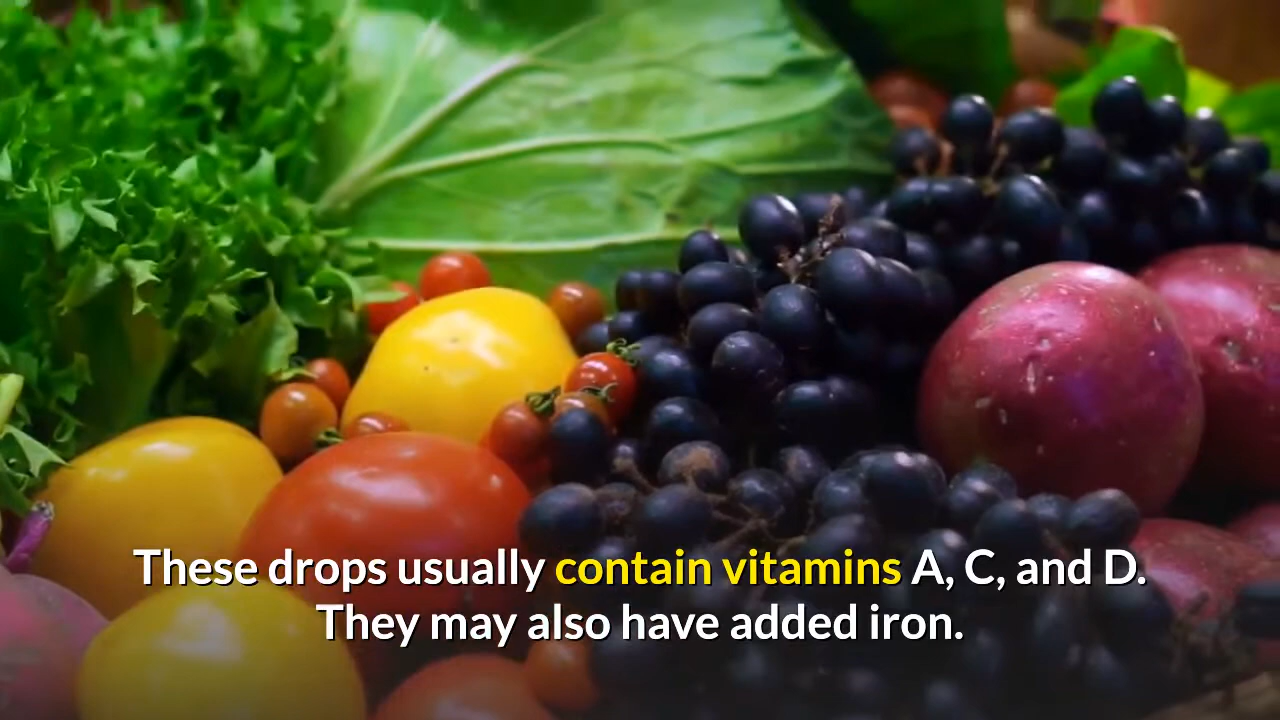 These drops usually contain vitamins A, C, and D.
They may also have added iron.